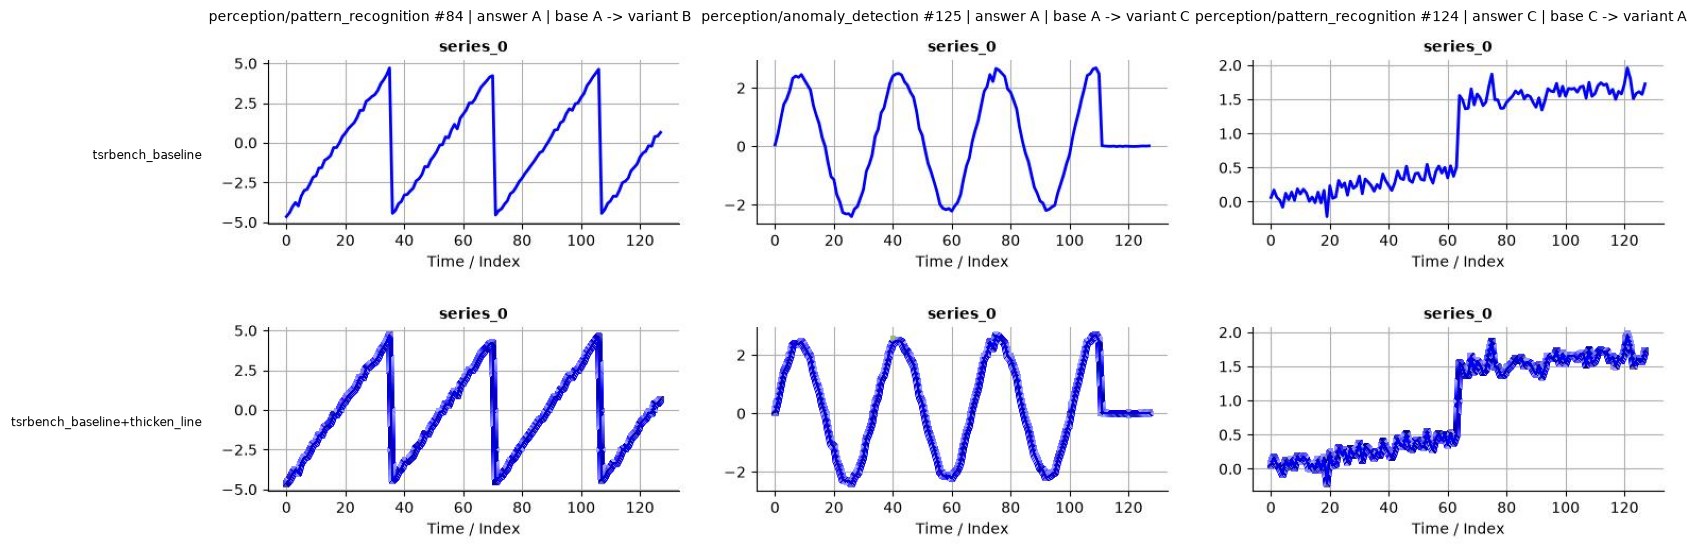 perception/pattern_recognition #84 | answer A | base A -> variant B
perception/anomaly_detection #125 | answer A | base A -> variant C
perception/pattern_recognition #124 | answer C | base C -> variant A
tsrbench_baseline
series_0
5.0
2.5
0.0
−2.5
−5.0
0 20 40 60 80 100 120
Time / Index
series_0
2
0
−2
0 20 40 60 80 100 120
Time / Index
series_0
2.0
1.5
1.0
0.5
0.0
0 20 40 60 80 100 120
Time / Index
tsrbench_baseline+thicken_line
series_0
5.0
2.5
0.0
−2.5
−5.0
0 20 40 60 80 100 120
Time / Index
series_0
2
0
−2
0 20 40 60 80 100 120
Time / Index
series_0
2.0
1.5
1.0
0.5
0.0
0 20 40 60 80 100 120
Time / Index